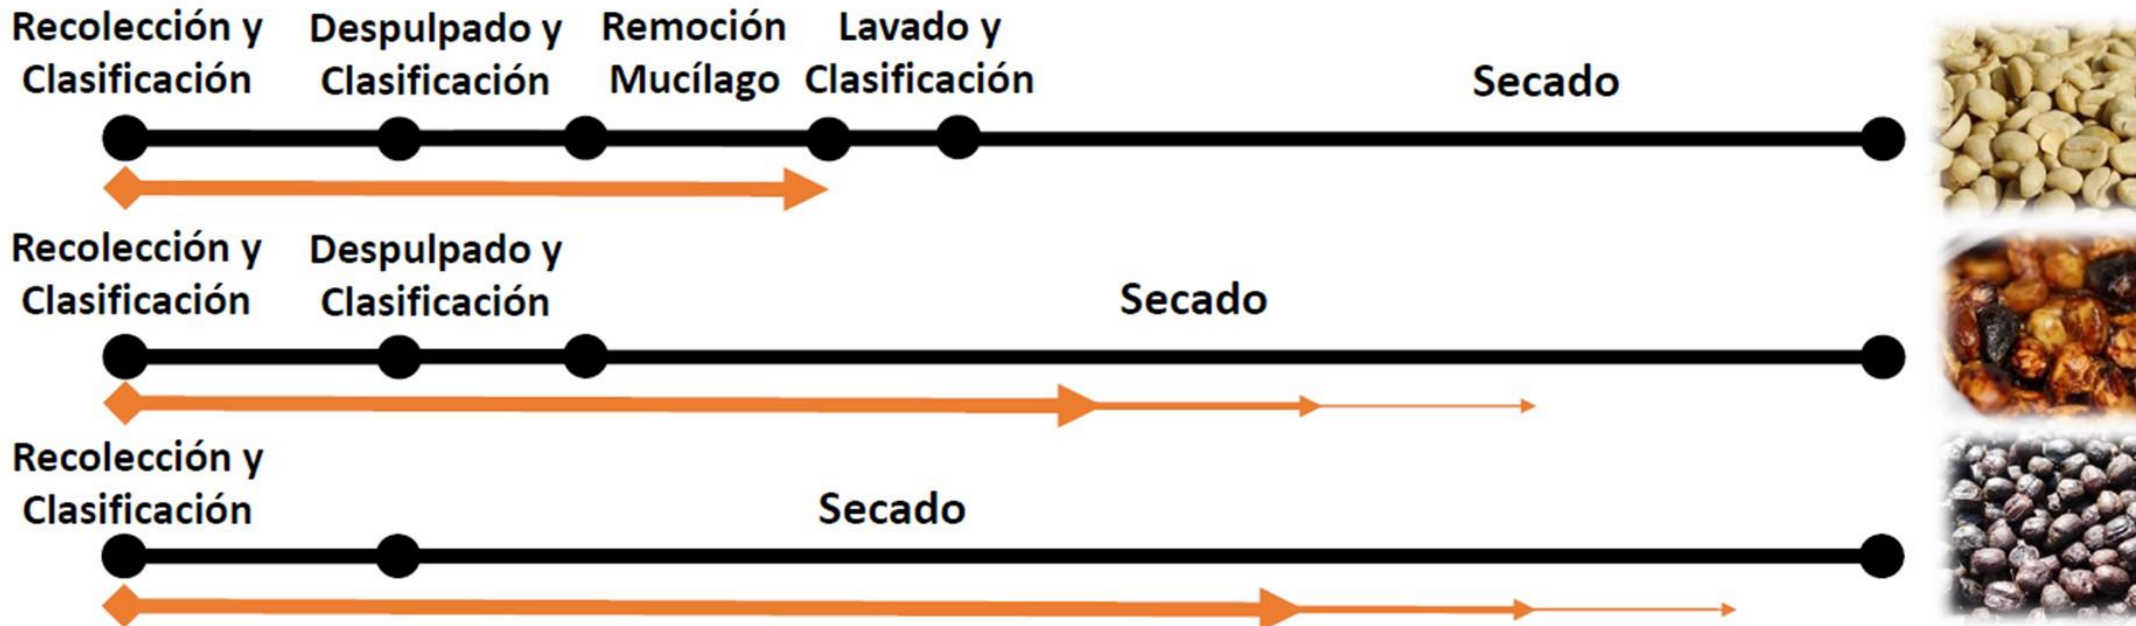 Recolección y
Clasificación
Despulpado y
Clasificación
Remoción
Mucílago
Lavado y
Clasificación
Secado
Recolección y
Clasificación
Despulpado y
Clasificación
Secado
Recolección y
Clasificación
Secado